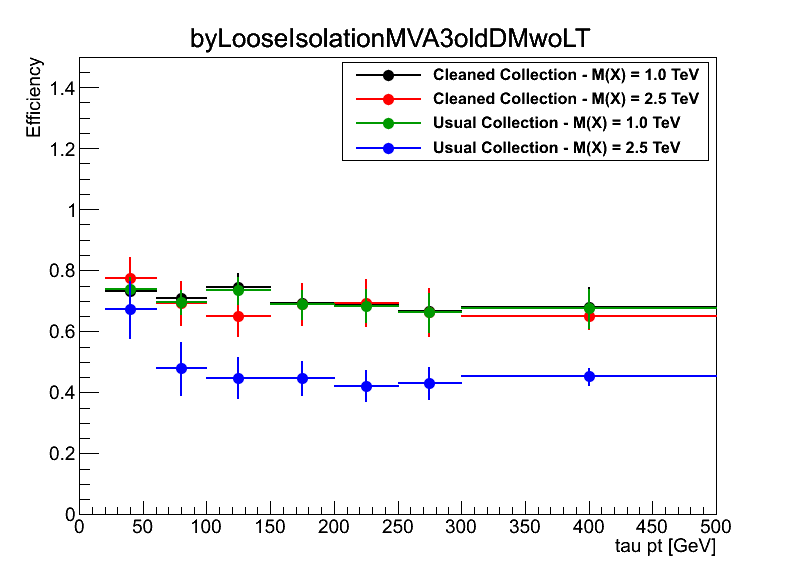 byLooseIsolationMVA3oldDMwoLT
Efficiency
Cleaned Collection - M(X) = 1.0 TeV
Cleaned Collection - M(X) = 2.5 TeV
Usual Collection - M(X) = 1.0 TeV
Usual Collection - M(X) = 2.5 TeV
1.4
1.2
1
0.8
0.6
0.4
0.2
0
0 50 100 150 200 250 300 350 400 450 500
tau pt [GeV]